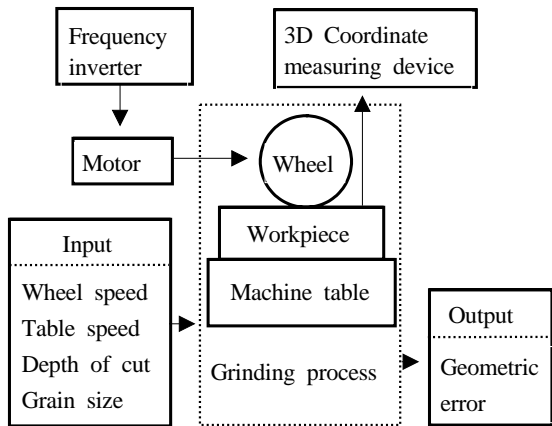 Frequency
inverter
3D Coordinate
measuring device
Motor
Wheel
Workpiece
Machine table
Grinding process
Input
Wheel speed
Table speed
Depth of cut
Grain size
Output
Geometric
error